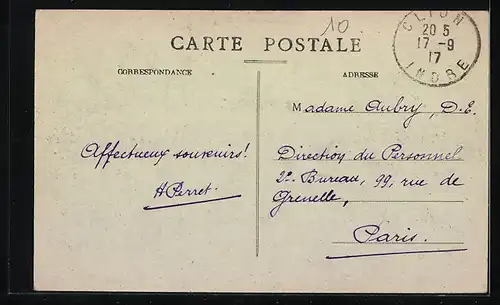 10
CLION
20 5
17 -9
17
INDRE
CARTE POSTALE
CORRESPONDANCE
ADRESSE
Madame Aubry, D.E.
Affectueux souvenirs!
Direction du Personnel
2e Bureau, 99, rue de
HPerret.
Grenelle,
Paris.